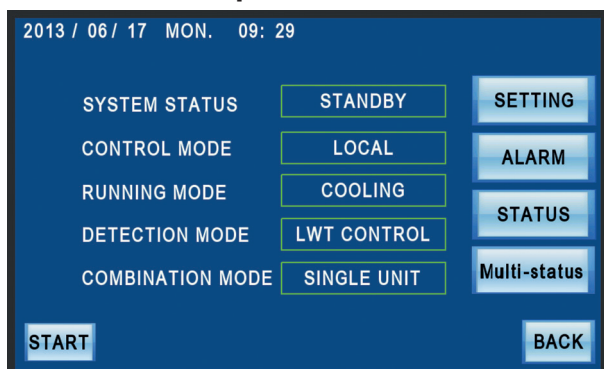 2013 / 06 / 17 MON. 09: 29
SYSTEM STATUS STANDBY SETTING
CONTROL MODE LOCAL ALARM
RUNNING MODE COOLING
STATUS
DETECTION MODE LWT CONTROL
COMBINATION MODE SINGLE UNIT Multi-status
START BACK